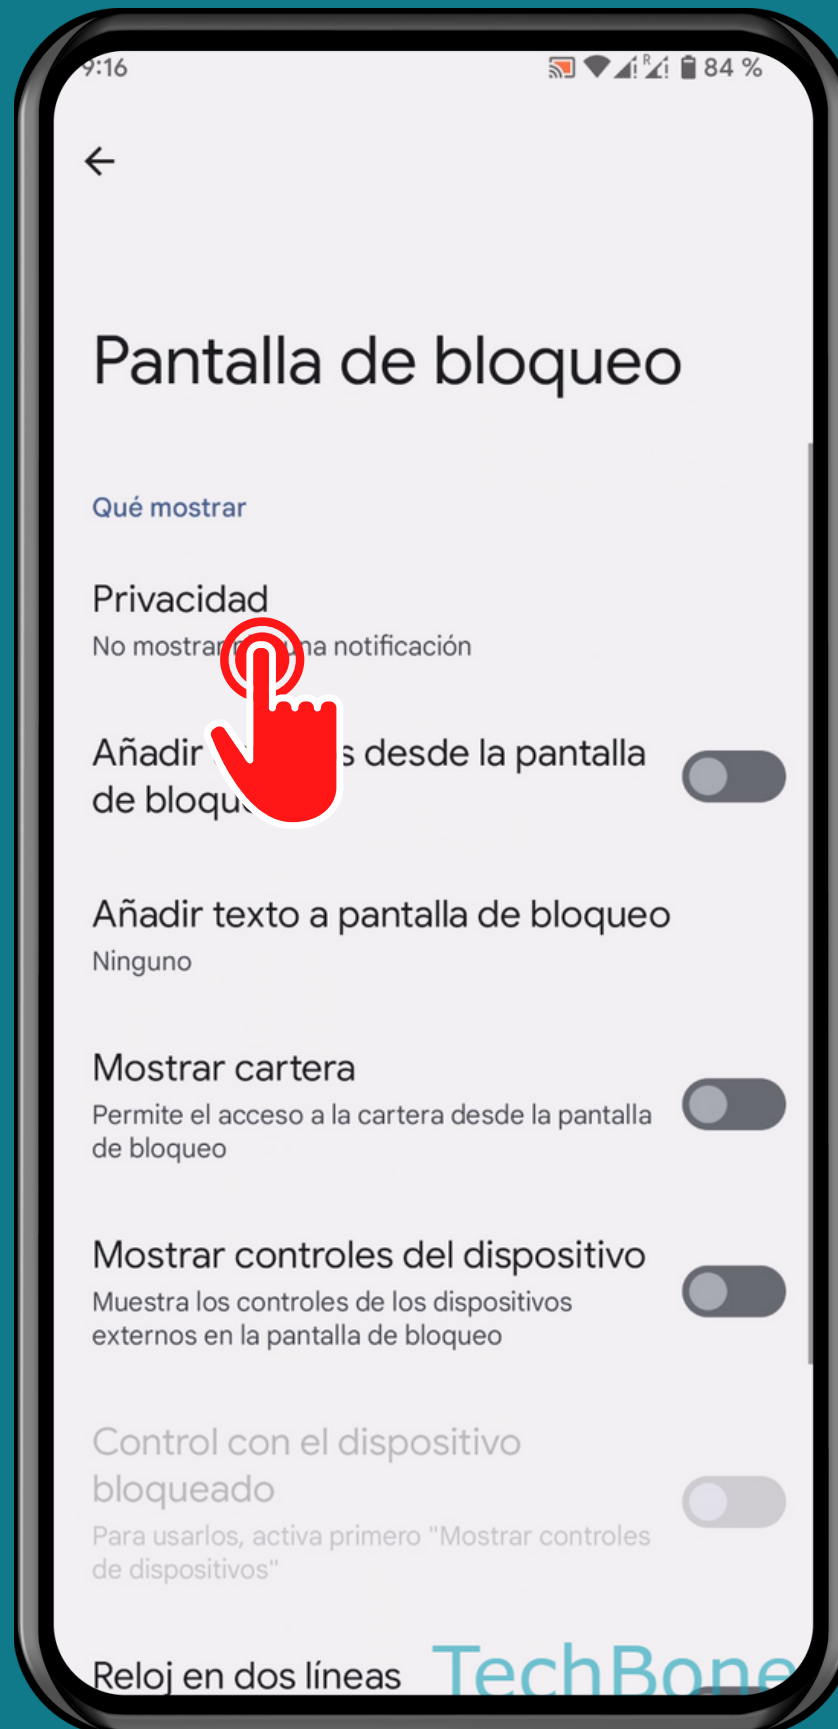 9:16
R
84 %
Pantalla de bloqueo
Qué mostrar
Privacidad
No mostrar notificación
Añadir desde la pantalla
de
Añadir texto a pantalla de bloqueo
Ninguno
Mostrar cartera
Permite el acceso a la cartera desde la pantalla
de bloqueo
Mostrar controles del dispositivo
Muestra los controles de los dispositivos
externos en la pantalla de bloqueo
Control con el dispositivo
bloqueado
Para usarlos, activa primero "Mostrar controles
de dispositivos"
Reloj en dos líneas
TechBone